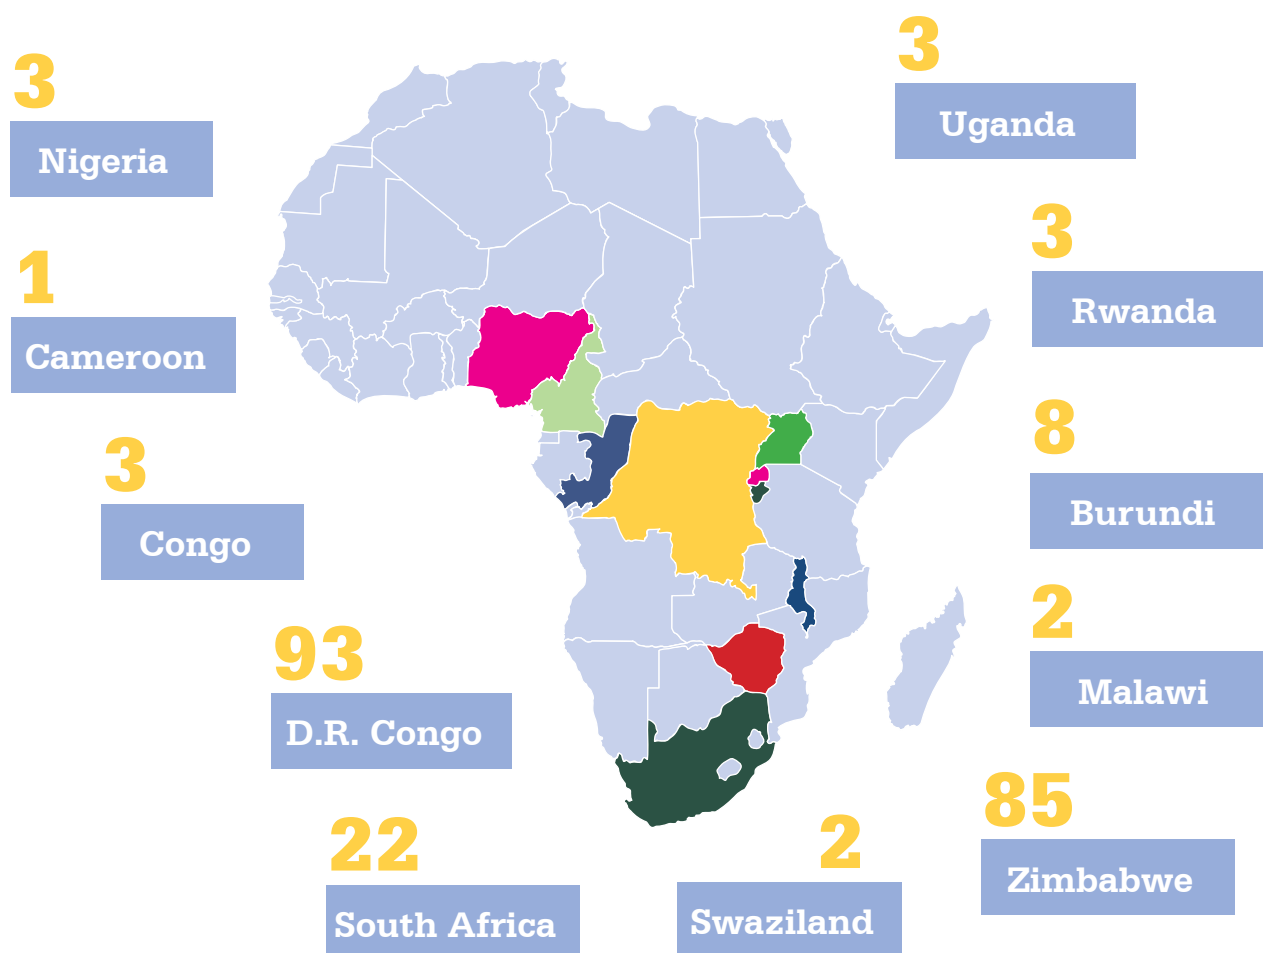 3
Uganda
3
Nigeria
3
Rwanda
1
Cameroon
8
Burundi
3
Congo
2
Malawi
93
D.R. Congo
85
Zimbabwe
22
South Africa
2
Swaziland